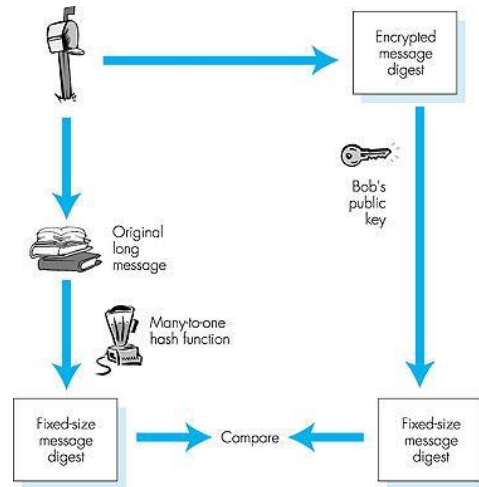 Encrypted
message
digest
Bob's
public
key
Original
long
message
Many-to-one
hash function
Fixed-size
message
digest
Compare
Fixed-size
message
digest